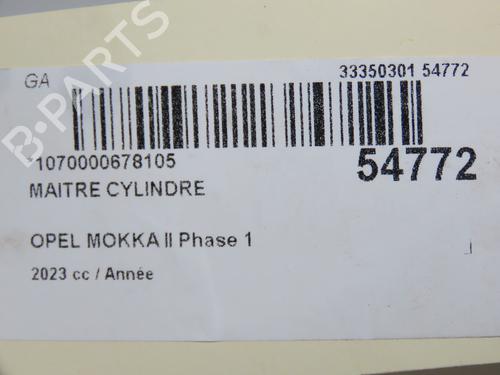 GA
33350301 54772
*1070000678105
54772
MAITRE CYLINDRE
OPEL MOKKA II Phase 1
2023 cc / Année
B-PARTS